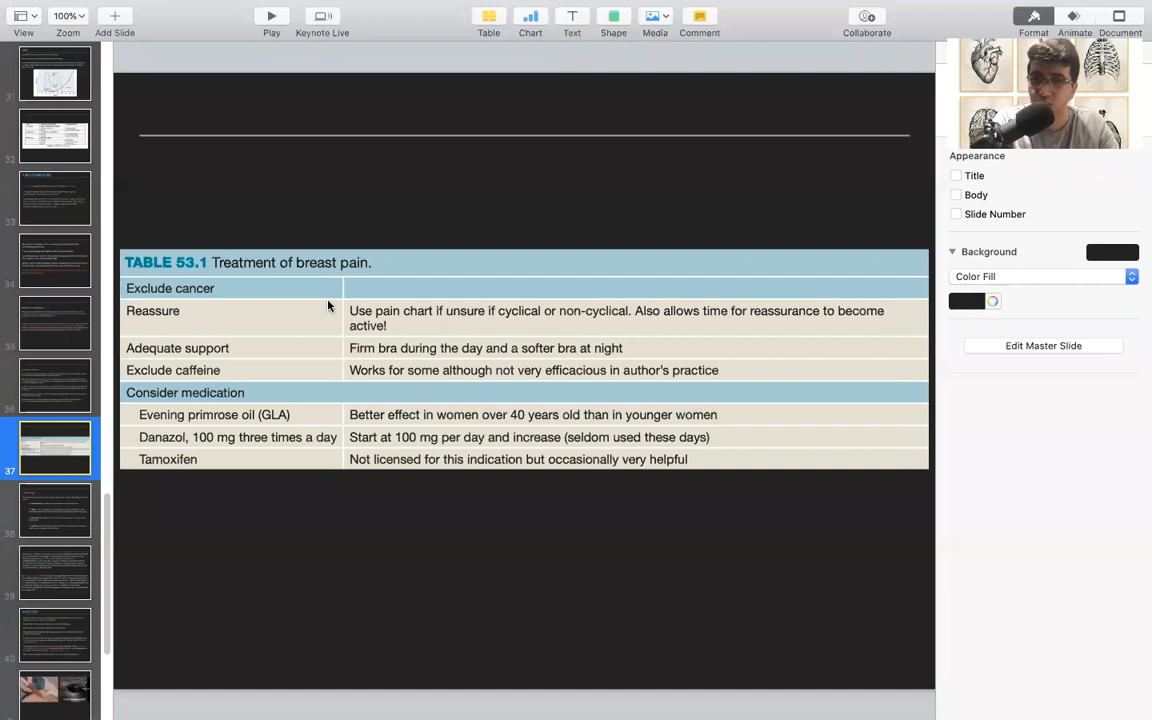 View
100%
Zoom
Add Slide
Play
Keynote Live
Table
Chart
Text
Shape
Media
Comment
Collaborate
Format
Animate
Document
Appearance
Title
Body
Slide Number
Background
Color Fill
Edit Master Slide
32
33
34
35
36
37
38
39
40
TABLE 53.1 Treatment of breast pain.
Exclude cancer
Reassure
Use pain chart if unsure if cyclical or non-cyclical. Also allows time for reassurance to become
active!
Adequate support
Firm bra during the day and a softer bra at night
Exclude caffeine
Works for some although not very efficacious in author's practice
Consider medication
Evening primrose oil (GLA)
Better effect in women over 40 years old than in younger women
Danazol, 100 mg three times a day
Start at 100 mg per day and increase (seldom used these days)
Tamoxifen
Not licensed for this indication but occasionally very helpful